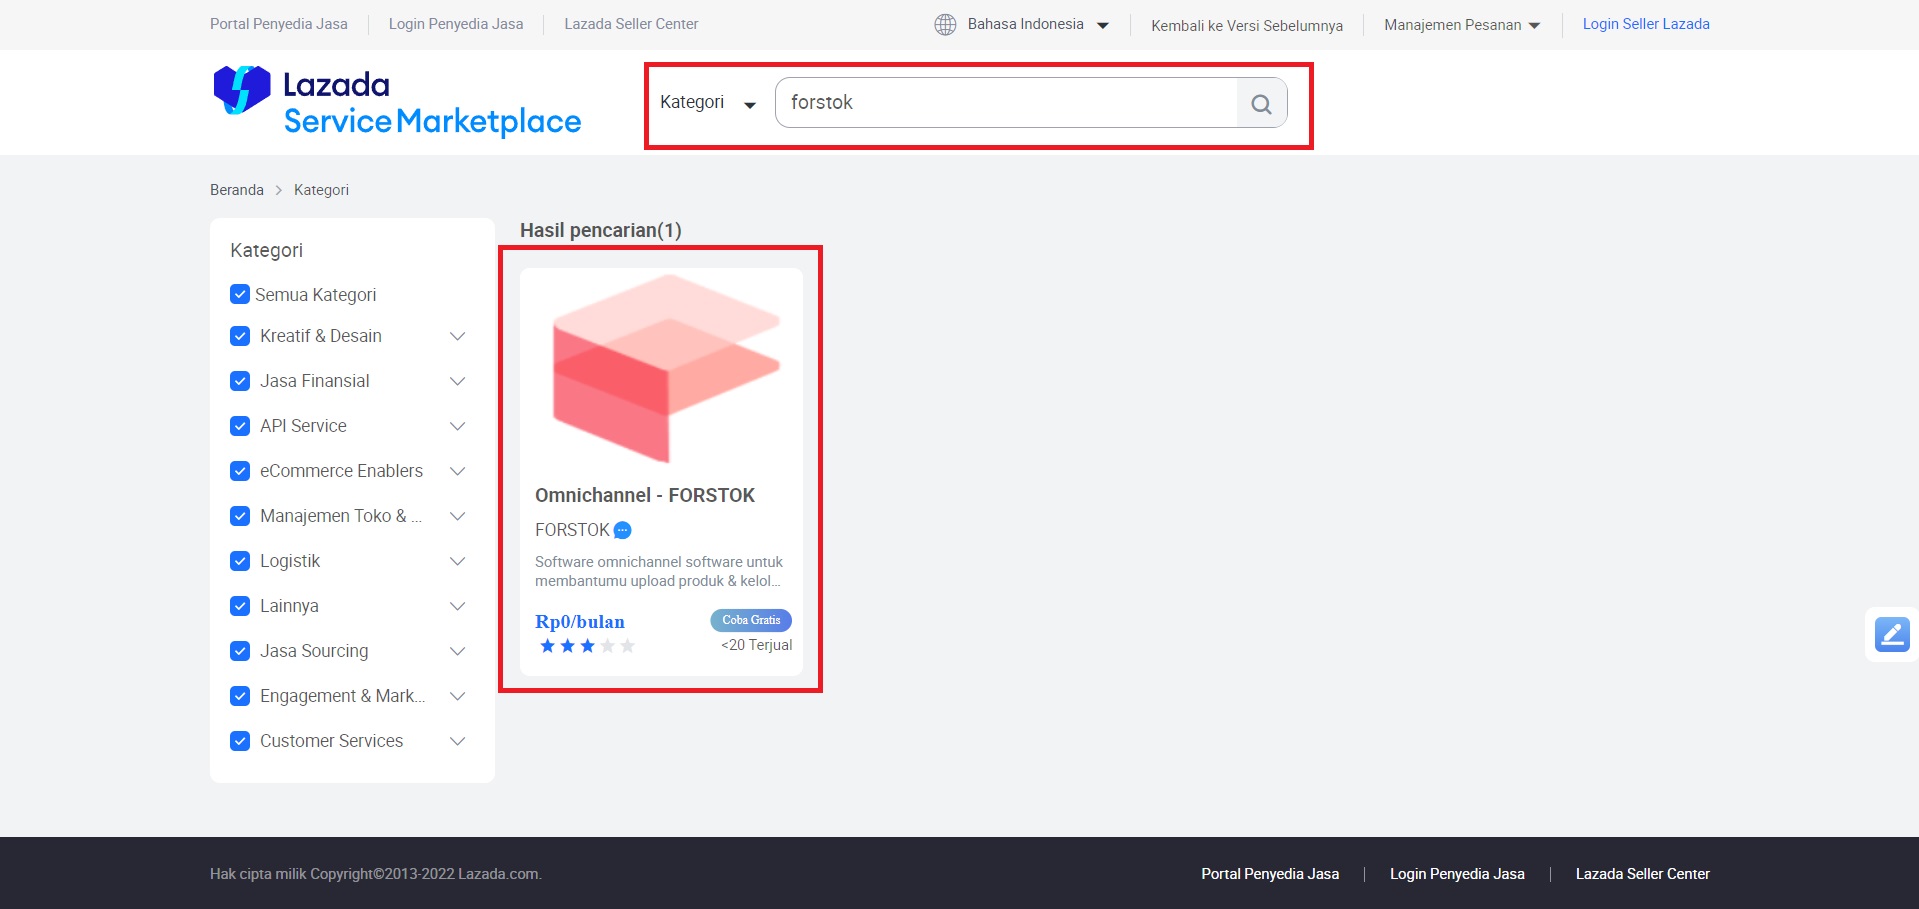 Portal Penyedia Jasa
Login Penyedia Jasa
Lazada Seller Center
Bahasa Indonesia
Kembali ke Versi Sebelumnya
Manajemen Pesanan
Login Seller Lazada
Lazada
Service Marketplace
Kategori
forstok
Beranda
Kategori
Kategori
Semua Kategori
Kreatif & Desain
Jasa Finansial
API Service
eCommerce Enablers
Manajemen Toko & ...
Logistik
Lainnya
Jasa Sourcing
Engagement & Mark...
Customer Services
Hasil pencarian(1)
Omnichannel - FORSTOK
FORSTOK
Software omnichannel software untuk
membantumu upload produk & kelol...
Rp0/bulan
Coba Gratis
<20 Terjual
Hak cipta milik Copyright©2013-2022 Lazada.com.
Portal Penyedia Jasa
Login Penyedia Jasa
Lazada Seller Center